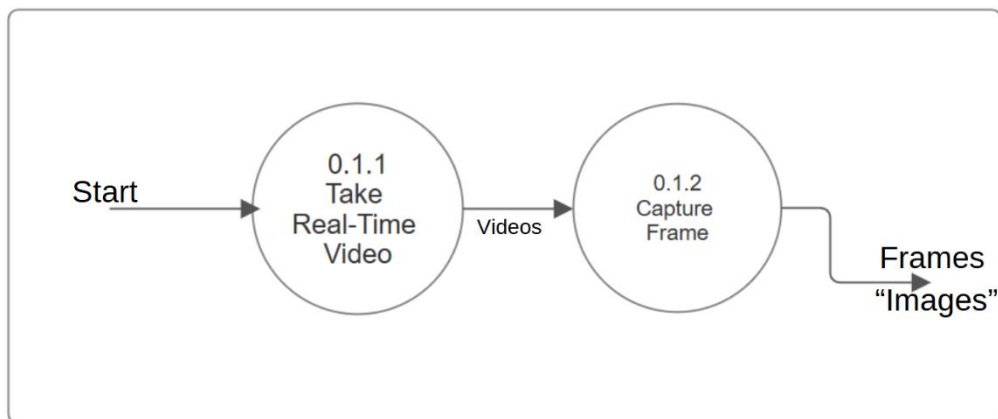 Start
0.1.1
Take
Real-Time
Video
Videos
0.1.2
Capture
Frame
Frames
“Images”